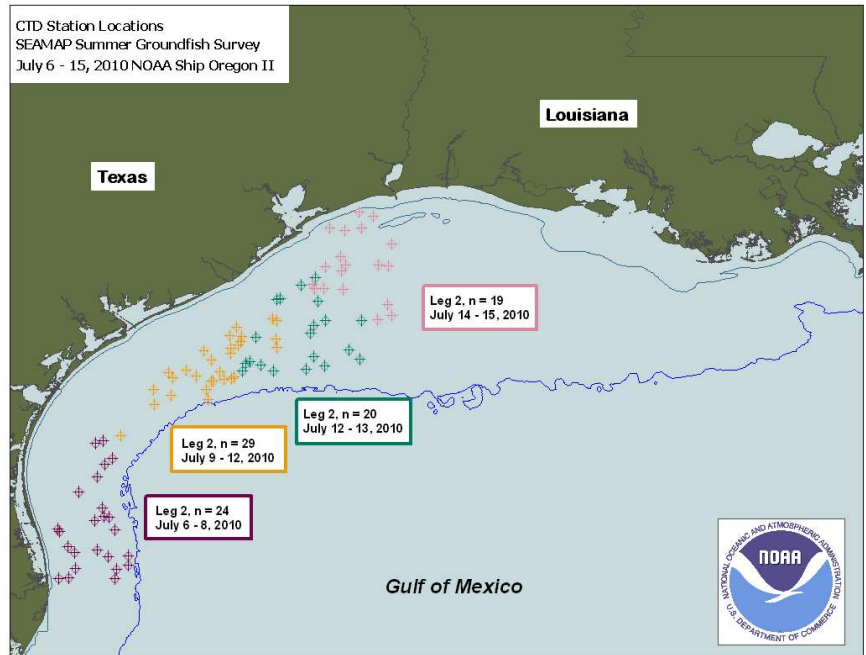 CTD Station Locations
SEAMAP Summer Groundfish Survey
July 6 - 15, 2010 NOAA Ship Oregon II
Louisiana
Texas
Leg 2, n = 19
July 14 - 15, 2010
Leg 2, n = 20
July 12 - 13, 2010
Leg 2, n = 29
July 9 - 12, 2010
Leg 2, n = 24
July 6 - 8, 2010
Gulf of Mexico
NATIONAL OCEANIC AND ATMOSPHERIC ADMINISTRATION
NOAA
U.S. DEPARTMENT OF COMMERCE